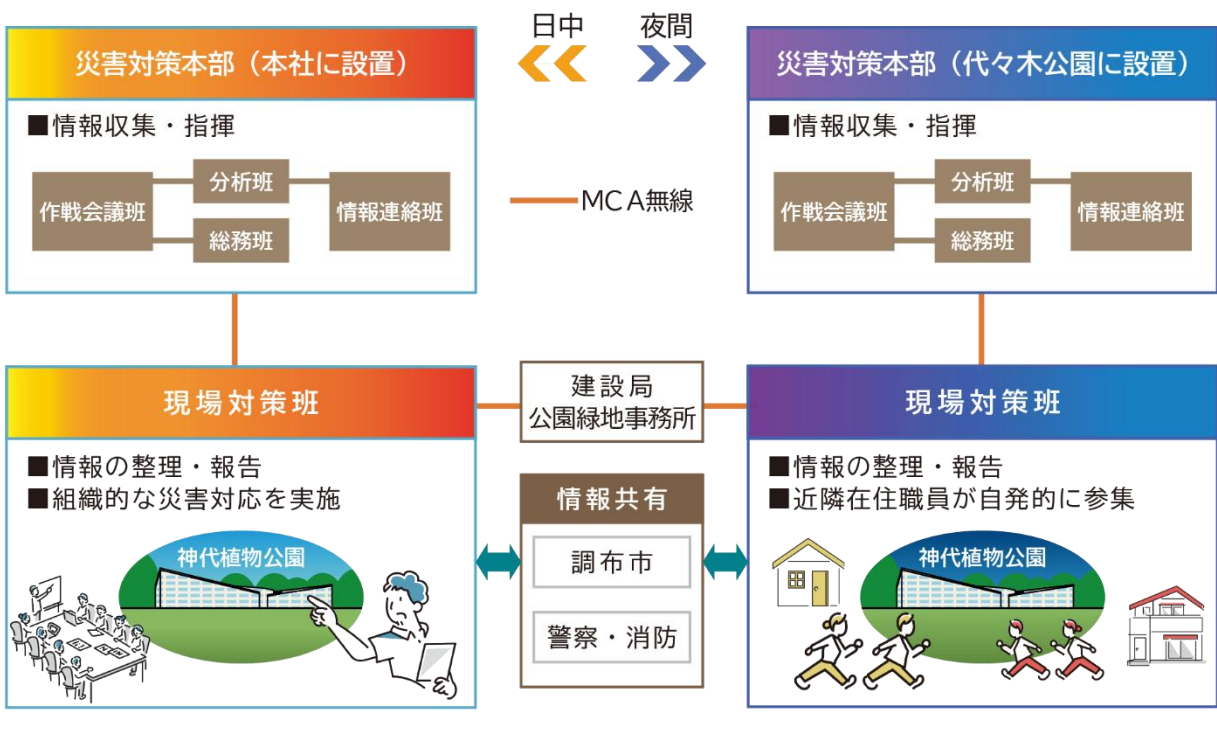 日中
夜間
災害対策本部（本社に設置）
■情報収集・指揮
作戦会議班
分析班
総務班
情報連絡班
MCA無線
災害対策本部（代々木公園に設置）
■情報収集・指揮
作戦会議班
分析班
総務班
情報連絡班
現場対策班
■情報の整理・報告
■組織的な災害対応を実施
神代植物公園
建設局
公園緑地事務所
情報共有
調布市
警察・消防
現場対策班
■情報の整理・報告
■近隣在住職員が自発的に参集
神代植物公園